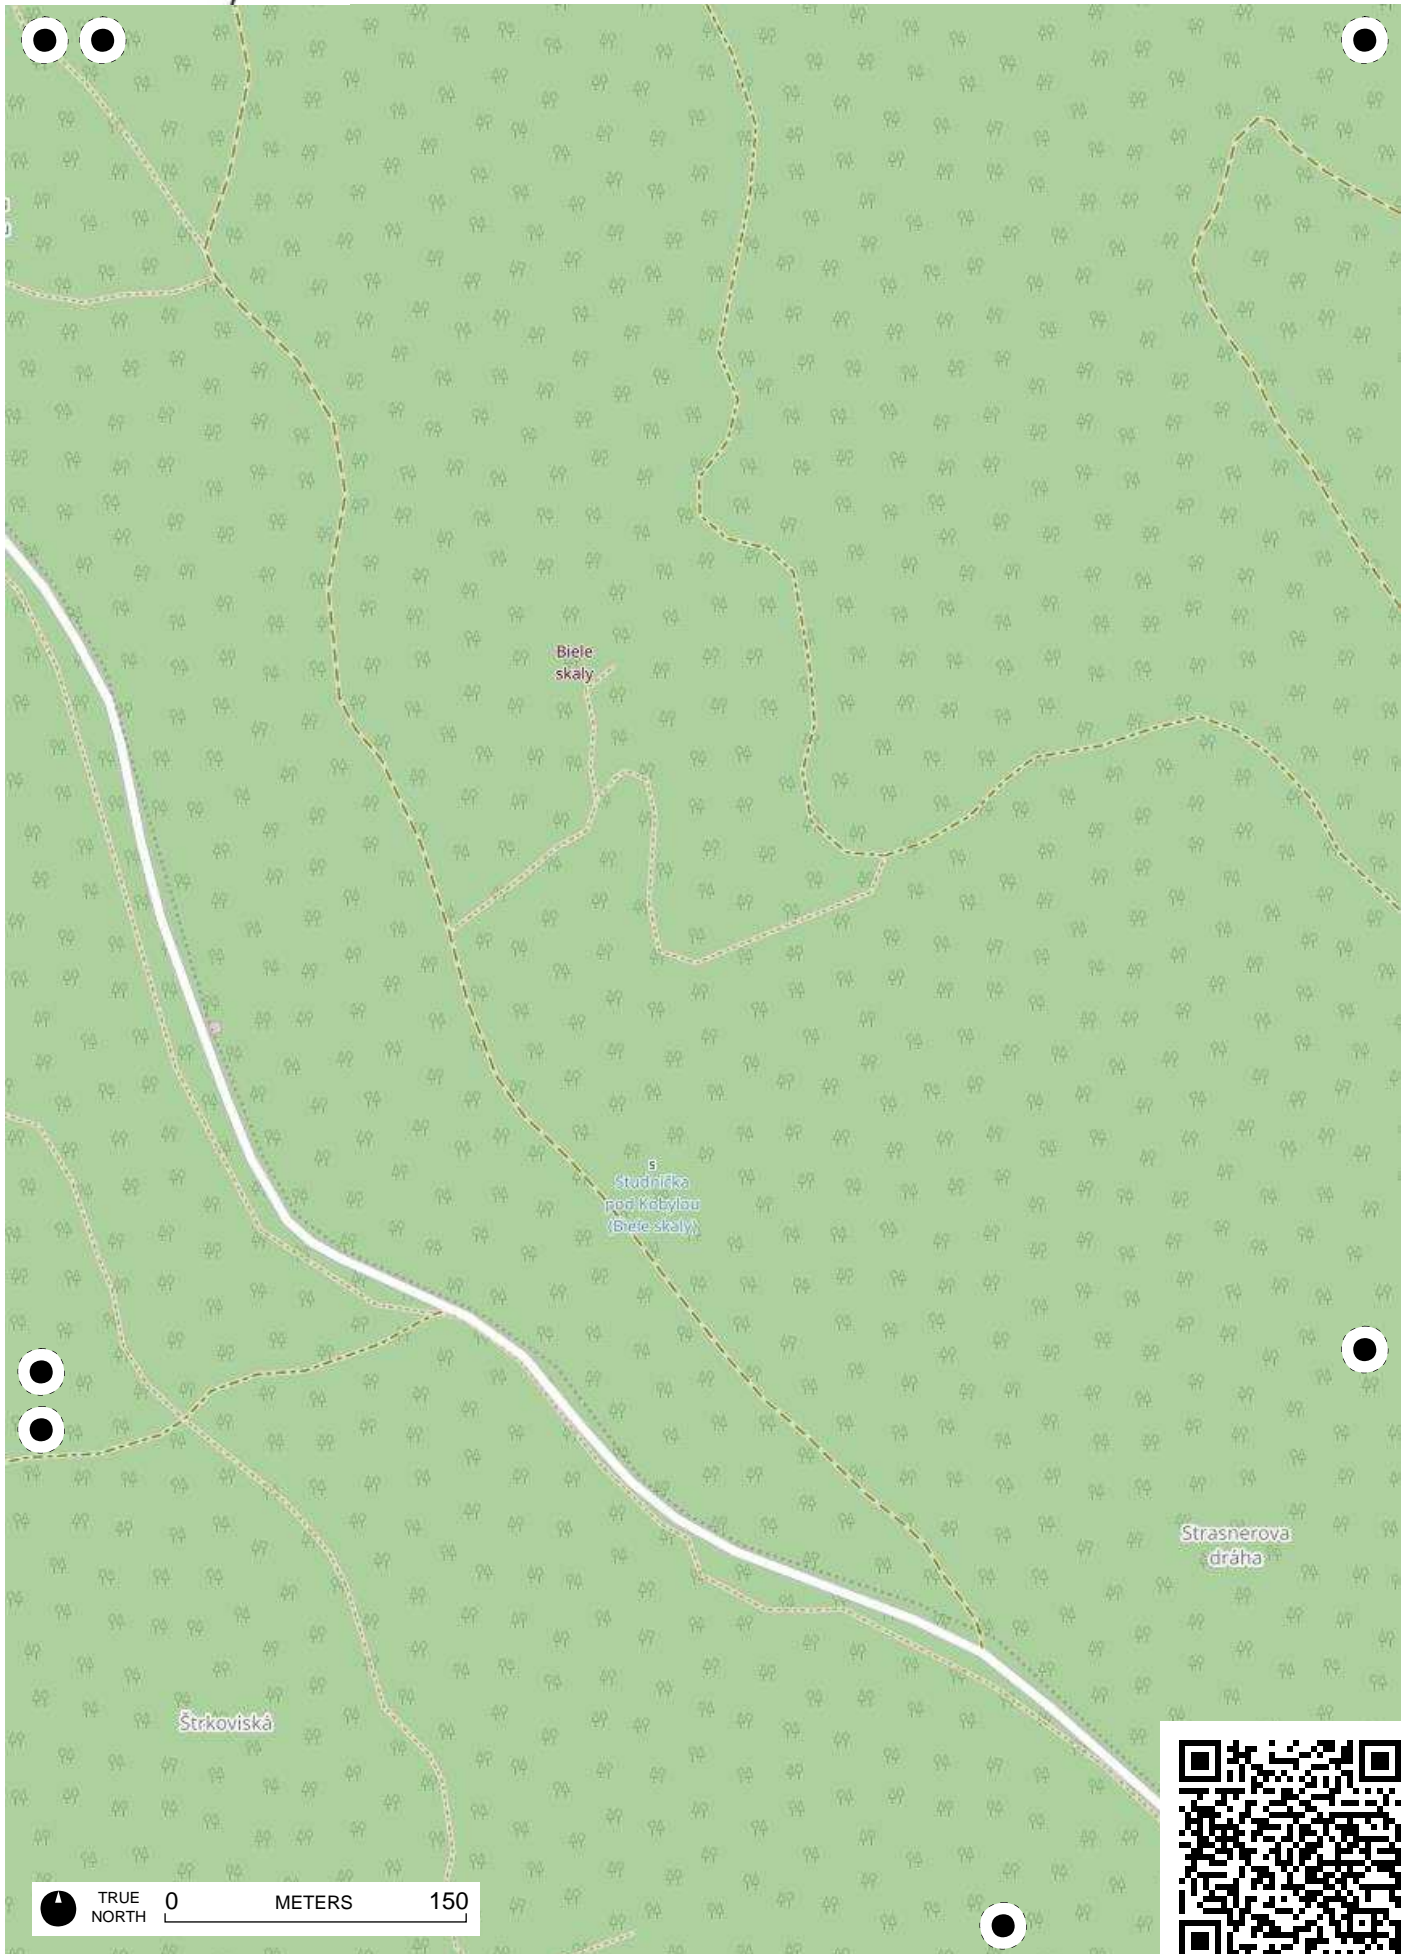 Biele
skaly
s
Studnička
pod Kobylou
(Biele skaly)
Strasnerova
dráha
Štrkoviská
TRUE
NORTH
0 METERS 150